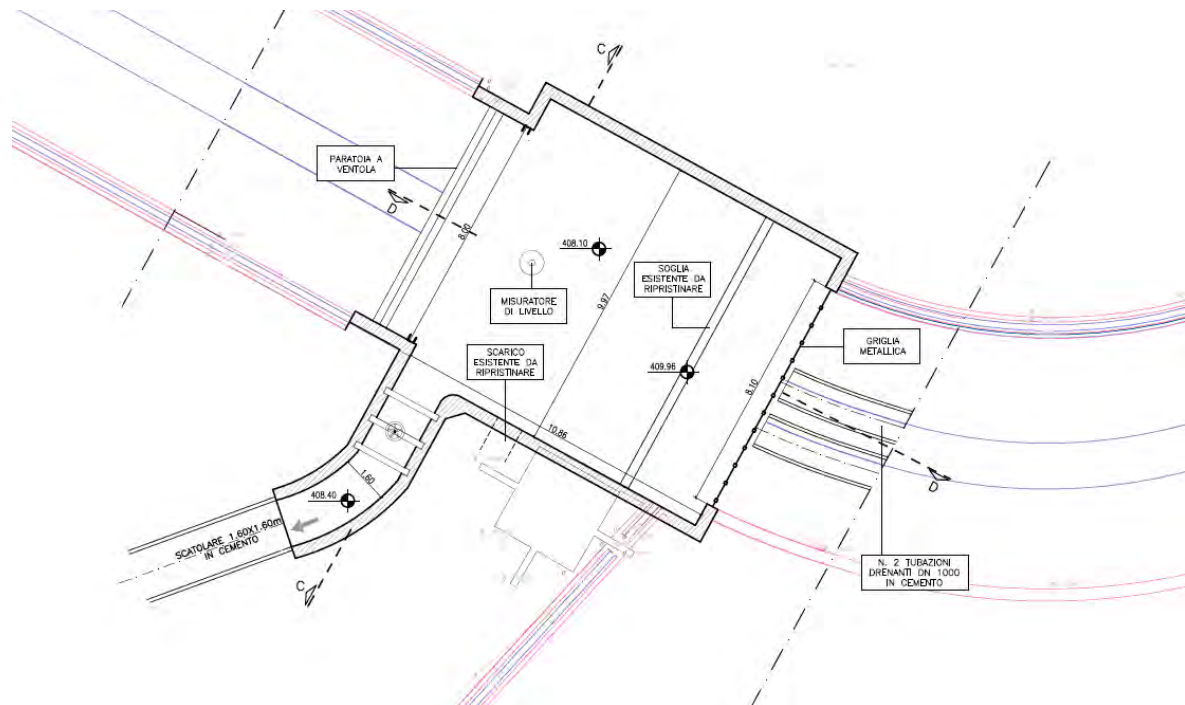 C
PARATOIA A
VENTOLA
D
8.00
408.10
MISURATORE
DI LIVELLO
9.97
SOGLIA
ESISTENTE DA
RIPRISTINARE
SCARICO
ESISTENTE DA
RIPRISTINARE
409.96
GRIGLIA
METALLICA
8.10
10.86
1.60
408.40
SCATOLARE 1.60X1.60m
IN CEMENTO
D
N. 2 TUBAZIONI
DRENANTI DN 1000
IN CEMENTO
C